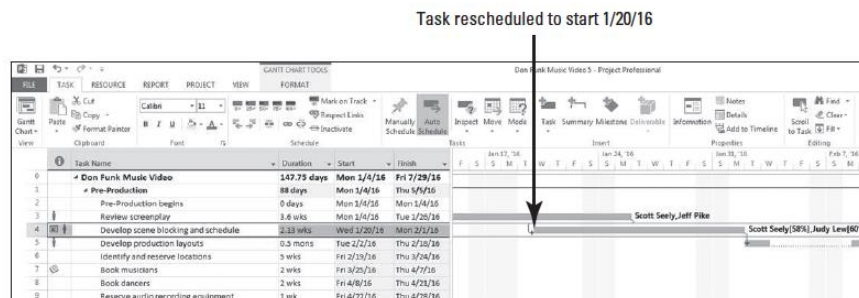 Task rescheduled to start 1/20/16
GANTT CHART TOOLS
Don Funk Music Video 5 - Project Professional
FILE TASK RESOURCE REPORT PROJECT VIEW FORMAT
Gantt Chart
View
Paste
Cut
Copy
Format Painter
Clipboard
Calibri 11
B I U
Font
Mark on Track
Respect Links
Inactivate
Schedule
Manually Schedule
Auto Schedule
Inspect Move Mode
Tasks
Task Summary Milestone Deliverable
Insert
Information
Notes
Details
Add to Timeline
Properties
Scroll to Task
Find
Clear
Fill
Editing
Task Name Duration Start Finish
Jan 17, '16 Jan 24, '16 Jan 31, '16 Feb 7, '16
F S S M T W T F S S M T W T F S S M T W T F S S M
0 Don Funk Music Video 147.75 days Mon 1/4/16 Fri 7/29/16
1 Pre-Production 88 days Mon 1/4/16 Thu 5/5/16
2 Pre-Production begins 0 days Mon 1/4/16 Mon 1/4/16
3 Review screenplay 3.6 wks Mon 1/4/16 Tue 1/26/16 Scott Seely,Jeff Pike
4 Develop scene blocking and schedule 2.13 wks Wed 1/20/16 Mon 2/1/16 Scott Seely[58%],Judy Lew[60
5 Develop production layouts 0.5 mons Tue 2/2/16 Thu 2/18/16
6 Identify and reserve locations 5 wks Fri 2/19/16 Thu 3/24/16
7 Book musicians 2 wks Fri 3/25/16 Thu 4/7/16
8 Book dancers 2 wks Fri 4/8/16 Thu 4/21/16
9 Reserve audio recording equipment 1 wk Fri 4/22/16 Thu 4/28/16